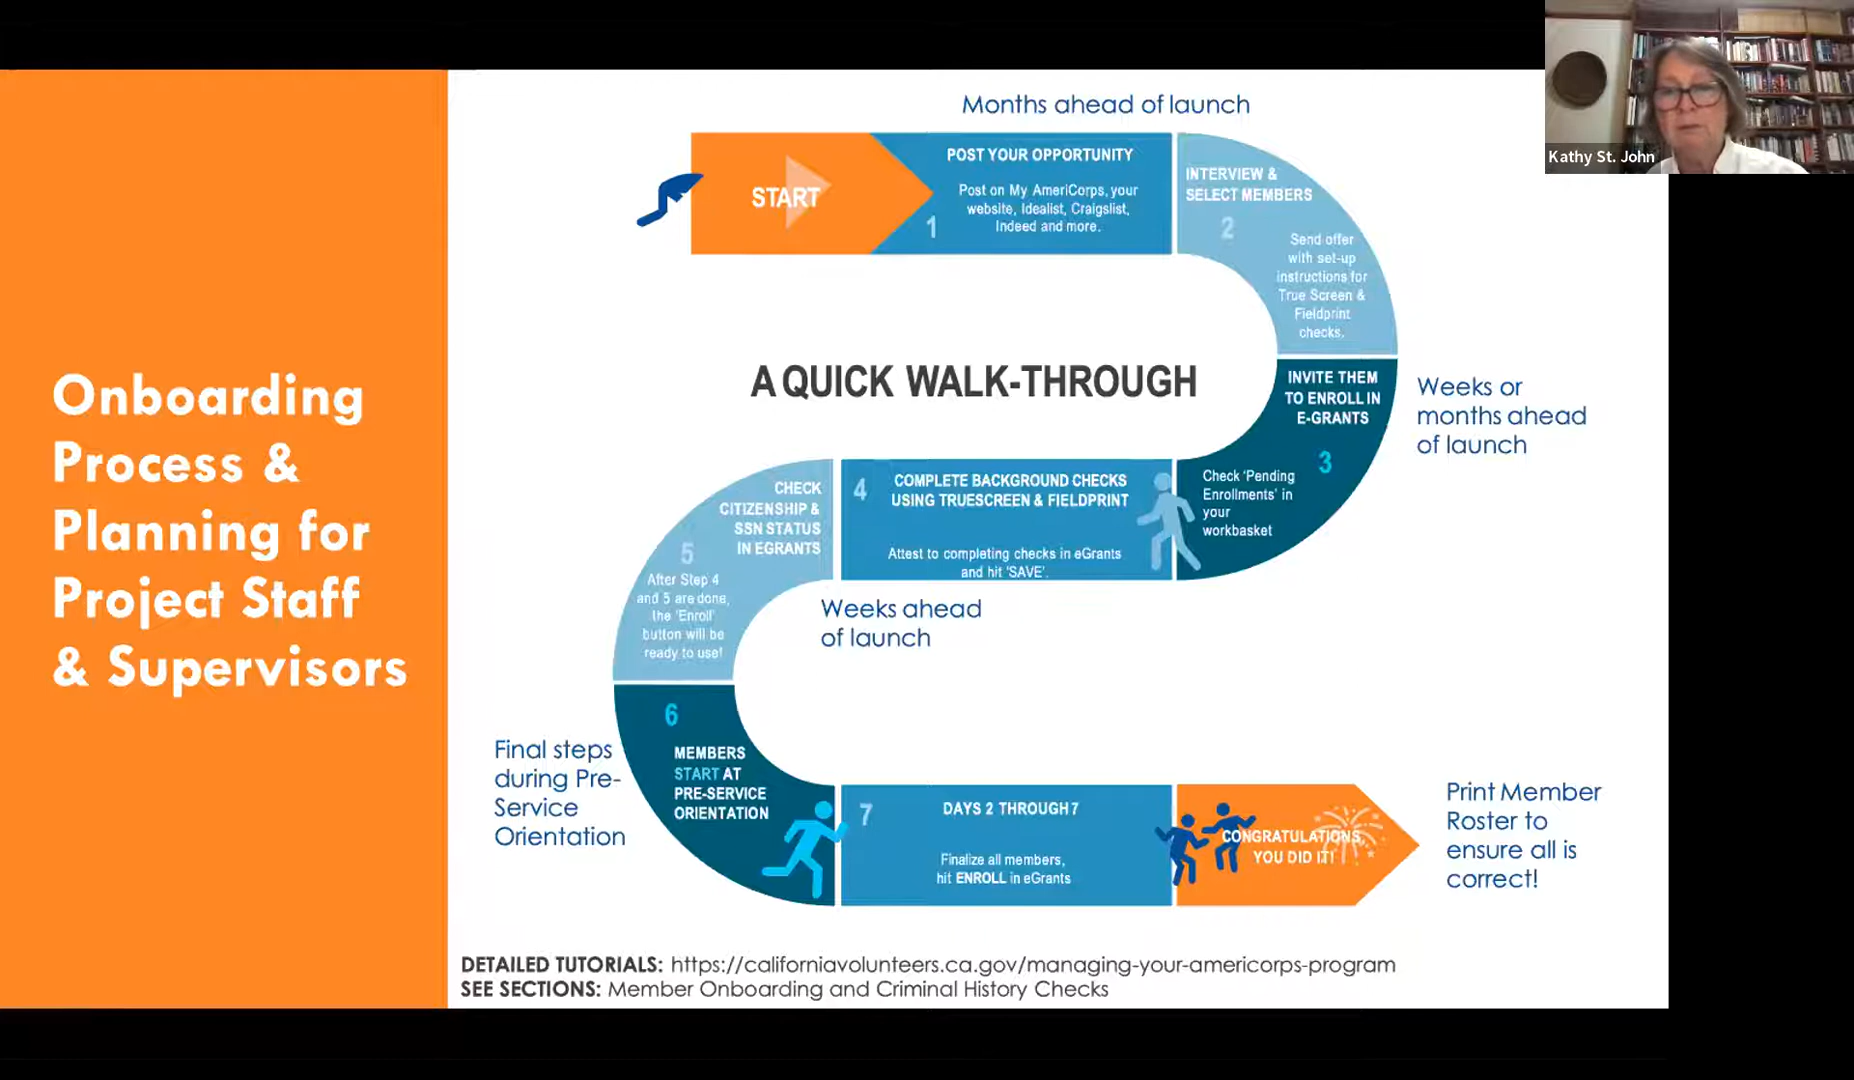 Onboarding
Process &
Planning for
Project Staff
& Supervisors
Months ahead of launch
START
POST YOUR OPPORTUNITY
Post on My AmeriCorps, your
website, Idealist, Craigslist,
Indeed and more.
1
INTERVIEW &
SELECT MEMBERS
2
Send offer
with set-up
instructions for
True Screen &
Fieldprint
checks.
A QUICK WALK-THROUGH
INVITE THEM
TO ENROLL IN
E-GRANTS
3
Check 'Pending
Enrollments' in
your
workbasket
Weeks or
months ahead
of launch
4
COMPLETE BACKGROUND CHECKS
USING TRUESCREEN & FIELDPRINT
Attest to completing checks in eGrants
and hit 'SAVE'.
Weeks ahead
of launch
CHECK
CITIZENSHIP &
SSN STATUS
IN EGRANTS
5
After Step 4
and 5 are done,
the 'Enroll'
button will be
ready to use!
6
MEMBERS
START AT
PRE-SERVICE
ORIENTATION
Final steps
during Pre-
Service
Orientation
7
DAYS 2 THROUGH 7
Finalize all members,
hit ENROLL in eGrants
CONGRATULATIONS,
YOU DID IT!
Print Member
Roster to
ensure all is
correct!
DETAILED TUTORIALS: https://californiavolunteers.ca.gov/managing-your-americorps-program
SEE SECTIONS: Member Onboarding and Criminal History Checks
Kathy St. John